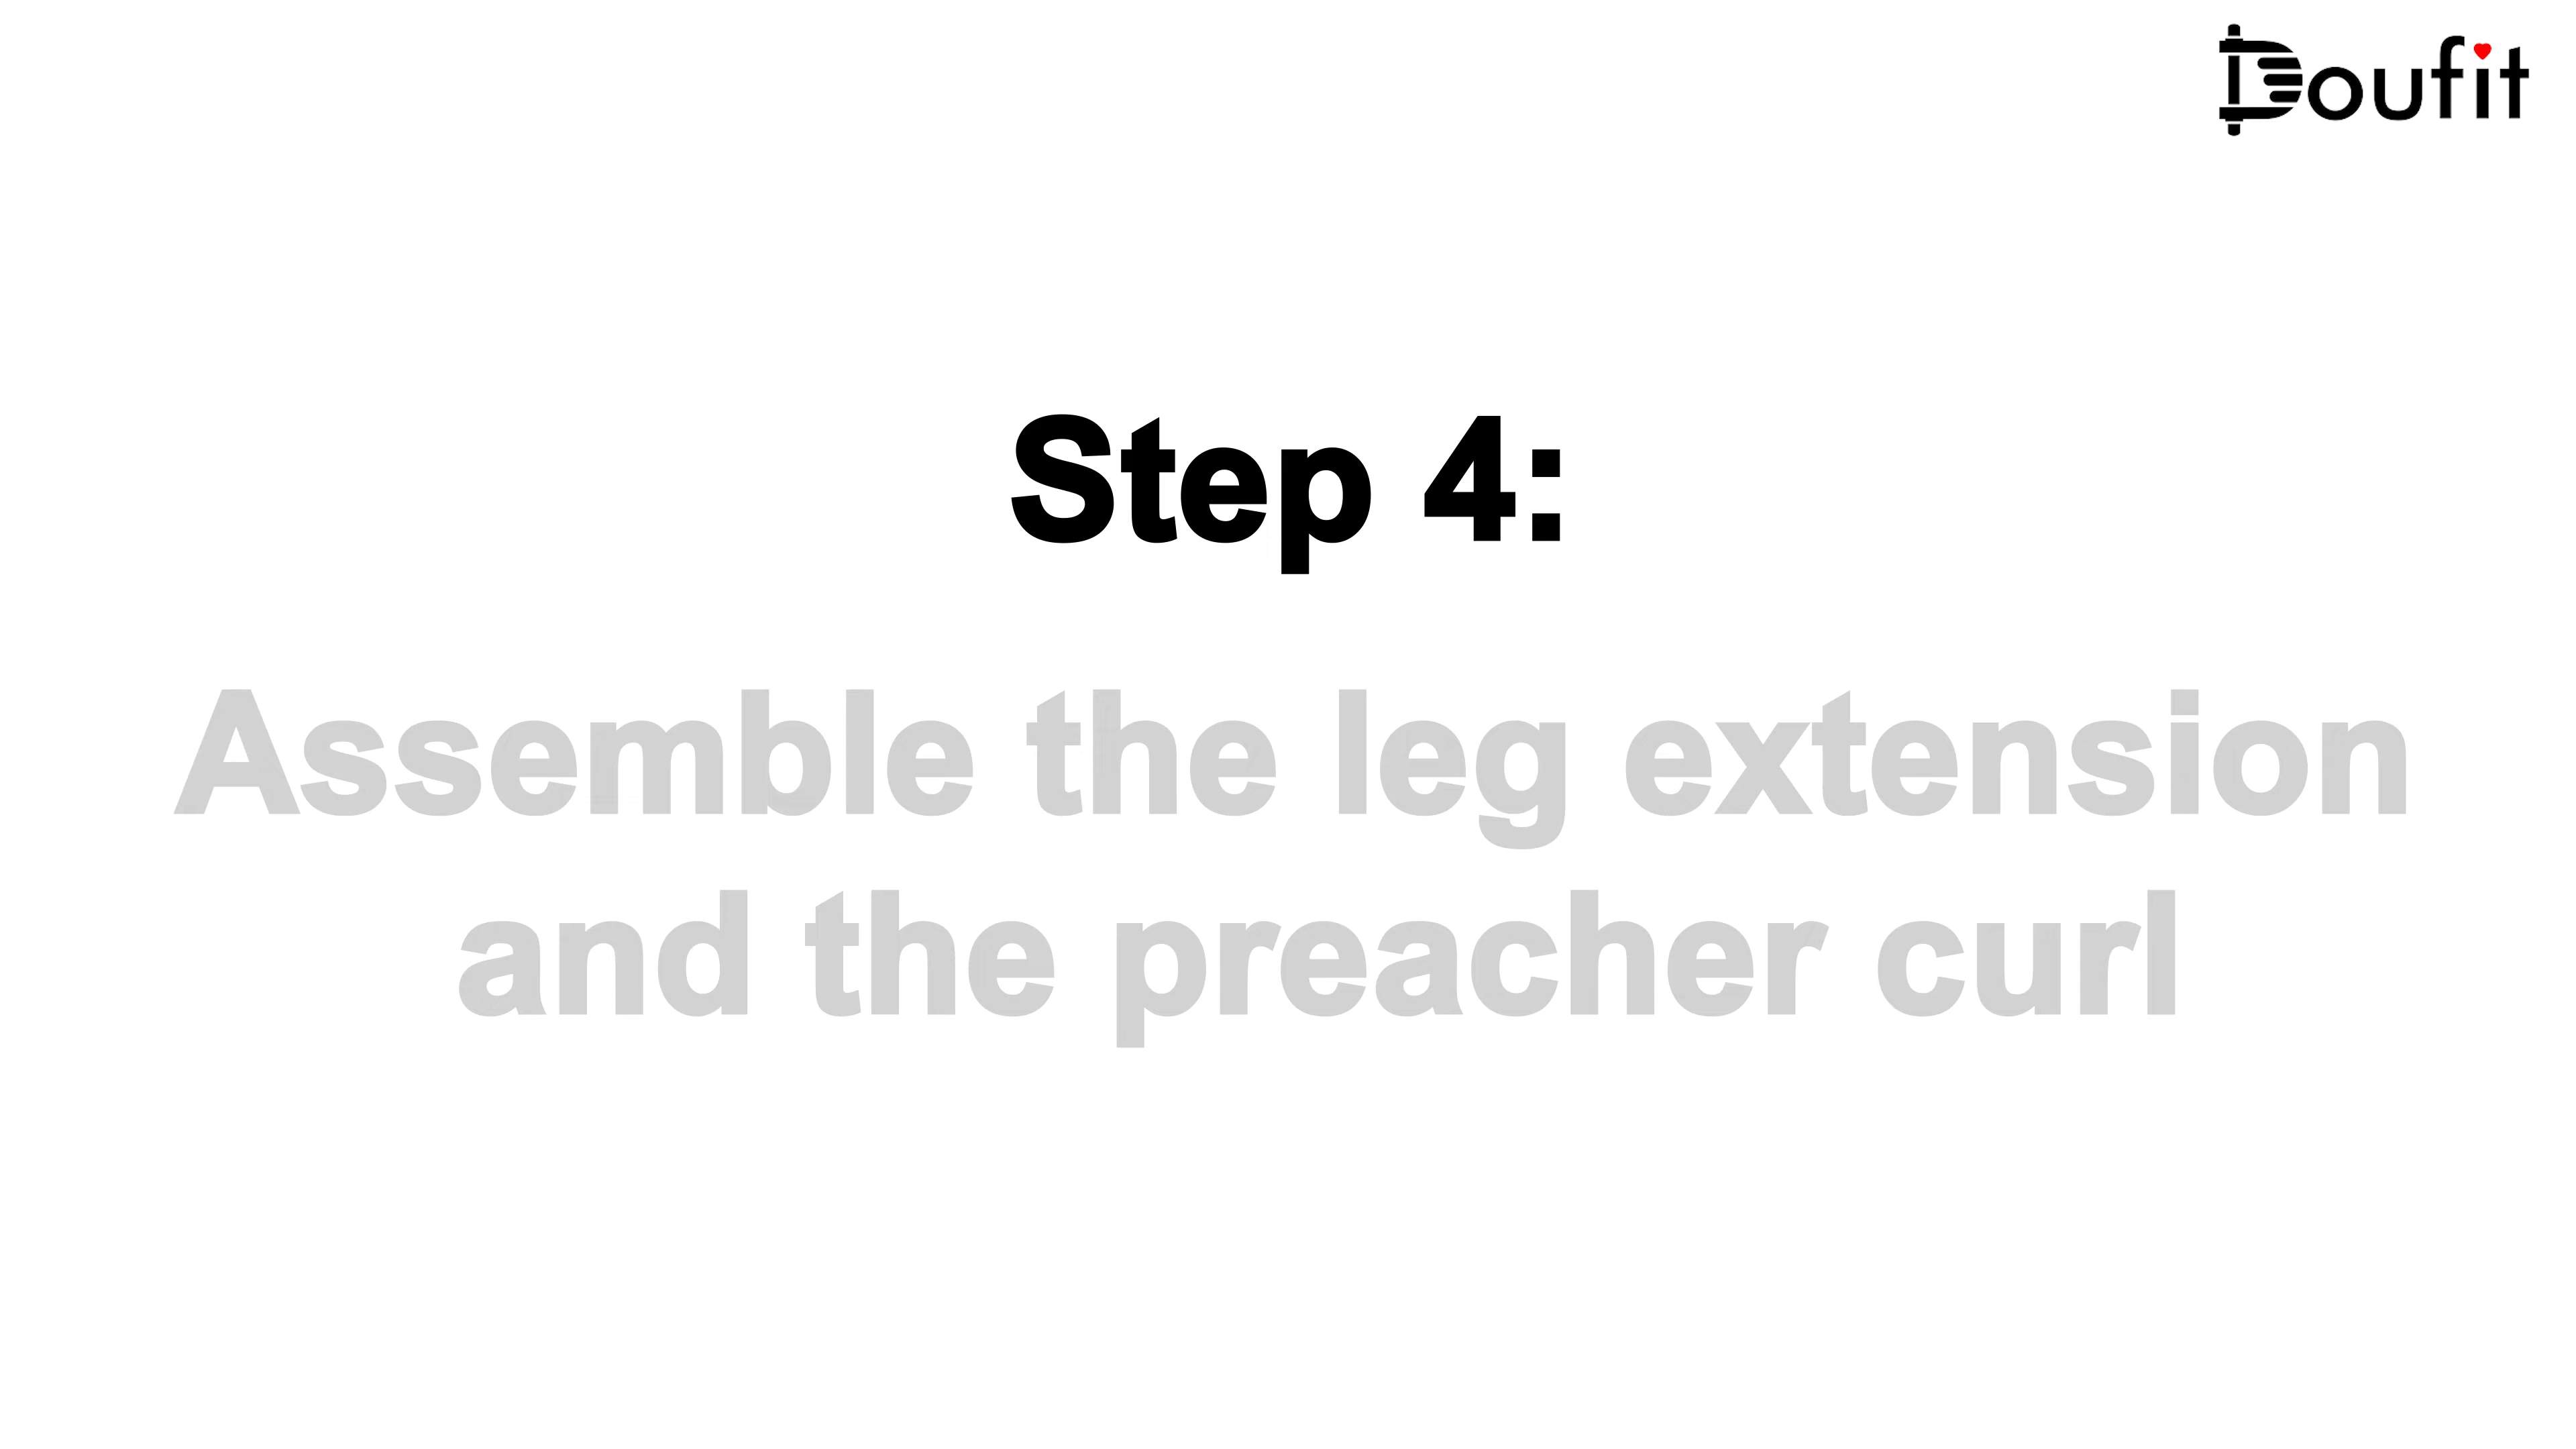 Doufit
Step 4:
Assemble the leg extension
and the preacher curl